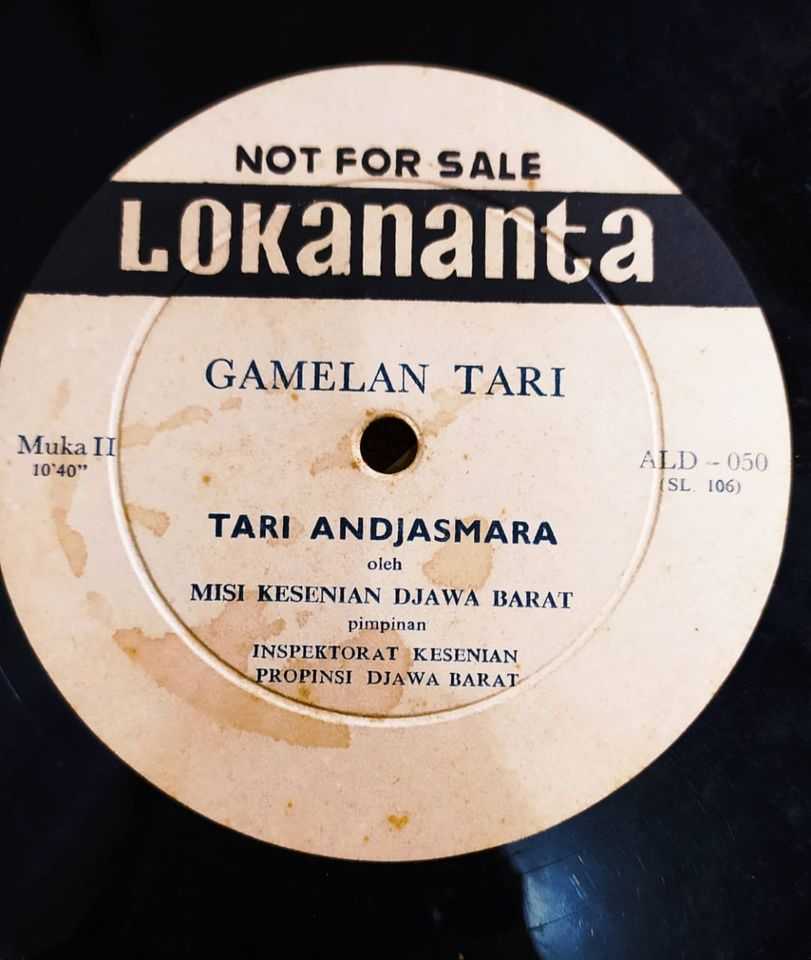 NOT FOR SALE
LOKananta
GAMELAN TARI
Muka II
10'40"
ALD - 050
(SL. 106)
TARI ANDJASMARA
oleh
MISI KESENIAN DJAWA BARAT
pimpinan
INSPEKTORAT KESENIAN
PROPINSI DJAWA BARAT